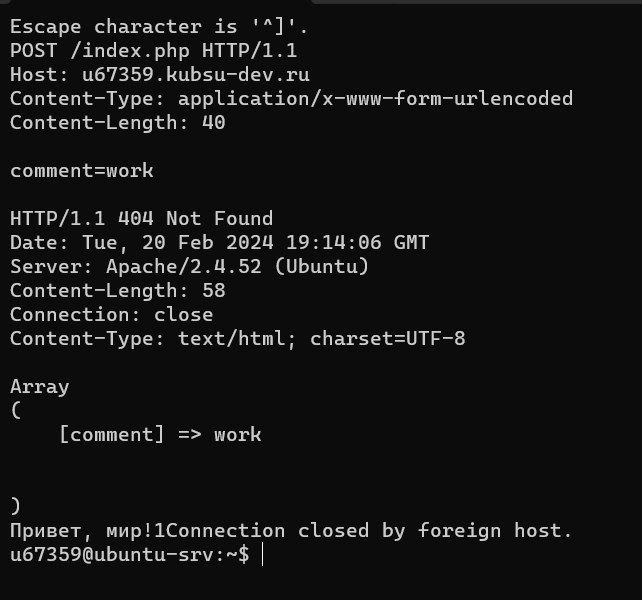 Escape character is '^]'.
POST /index.php HTTP/1.1
Host: u67359.kubsu-dev.ru
Content-Type: application/x-www-form-urlencoded
Content-Length: 40

comment=work

HTTP/1.1 404 Not Found
Date: Tue, 20 Feb 2024 19:14:06 GMT
Server: Apache/2.4.52 (Ubuntu)
Content-Length: 58
Connection: close
Content-Type: text/html; charset=UTF-8

Array
(
    [comment] => work


)
Привет, мир!1Connection closed by foreign host.
u67359@ubuntu-srv:~$